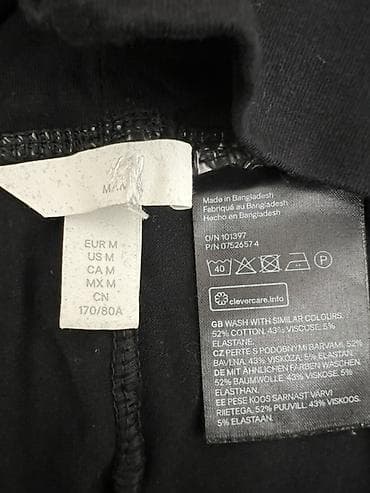 MAMA
EUR M
US M
CA M
MX M
CN
170/80A
Made in Bangladesh
Fabriqué au Bangladesh
Hecho en Bangladesh
O/N 101397
P/N 07526574
40
P
clevercare.info
GB WASH WITH SIMILAR COLOURS.
52% COTTON. 43% VISCOSE. 5%
ELASTANE.
CZ PERTE S PODOBNÝMI BARVAMI. 52%
BAVLNA. 43% VISKÓZA. 5% ELASTAN.
DE MIT ÄHNLICHEN FARBEN WASCHEN.
52% BAUMWOLLE. 43% VISKOSE. 5%
ELASTHAN.
EE PESE KOOS SARNAST VÄRVI
RIIETEGA. 52% PUUVILL. 43% VISKOOS.
5% ELASTAAN.